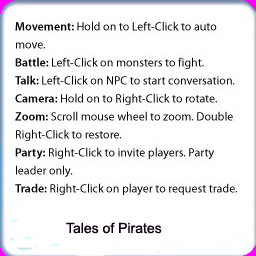 Movement: Hold on to Left-Click to auto
move.
Battle: Left-Click on monsters to fight.
Talk: Left-Click on NPC to start conversation.
Camera: Hold on to Right-Click to rotate.
Zoom: Scroll mouse wheel to zoom. Double
Right-Click to restore.
Party: Right-Click to invite players. Party
leader only.
Trade: Right-Click on player to request trade.
Tales of Pirates